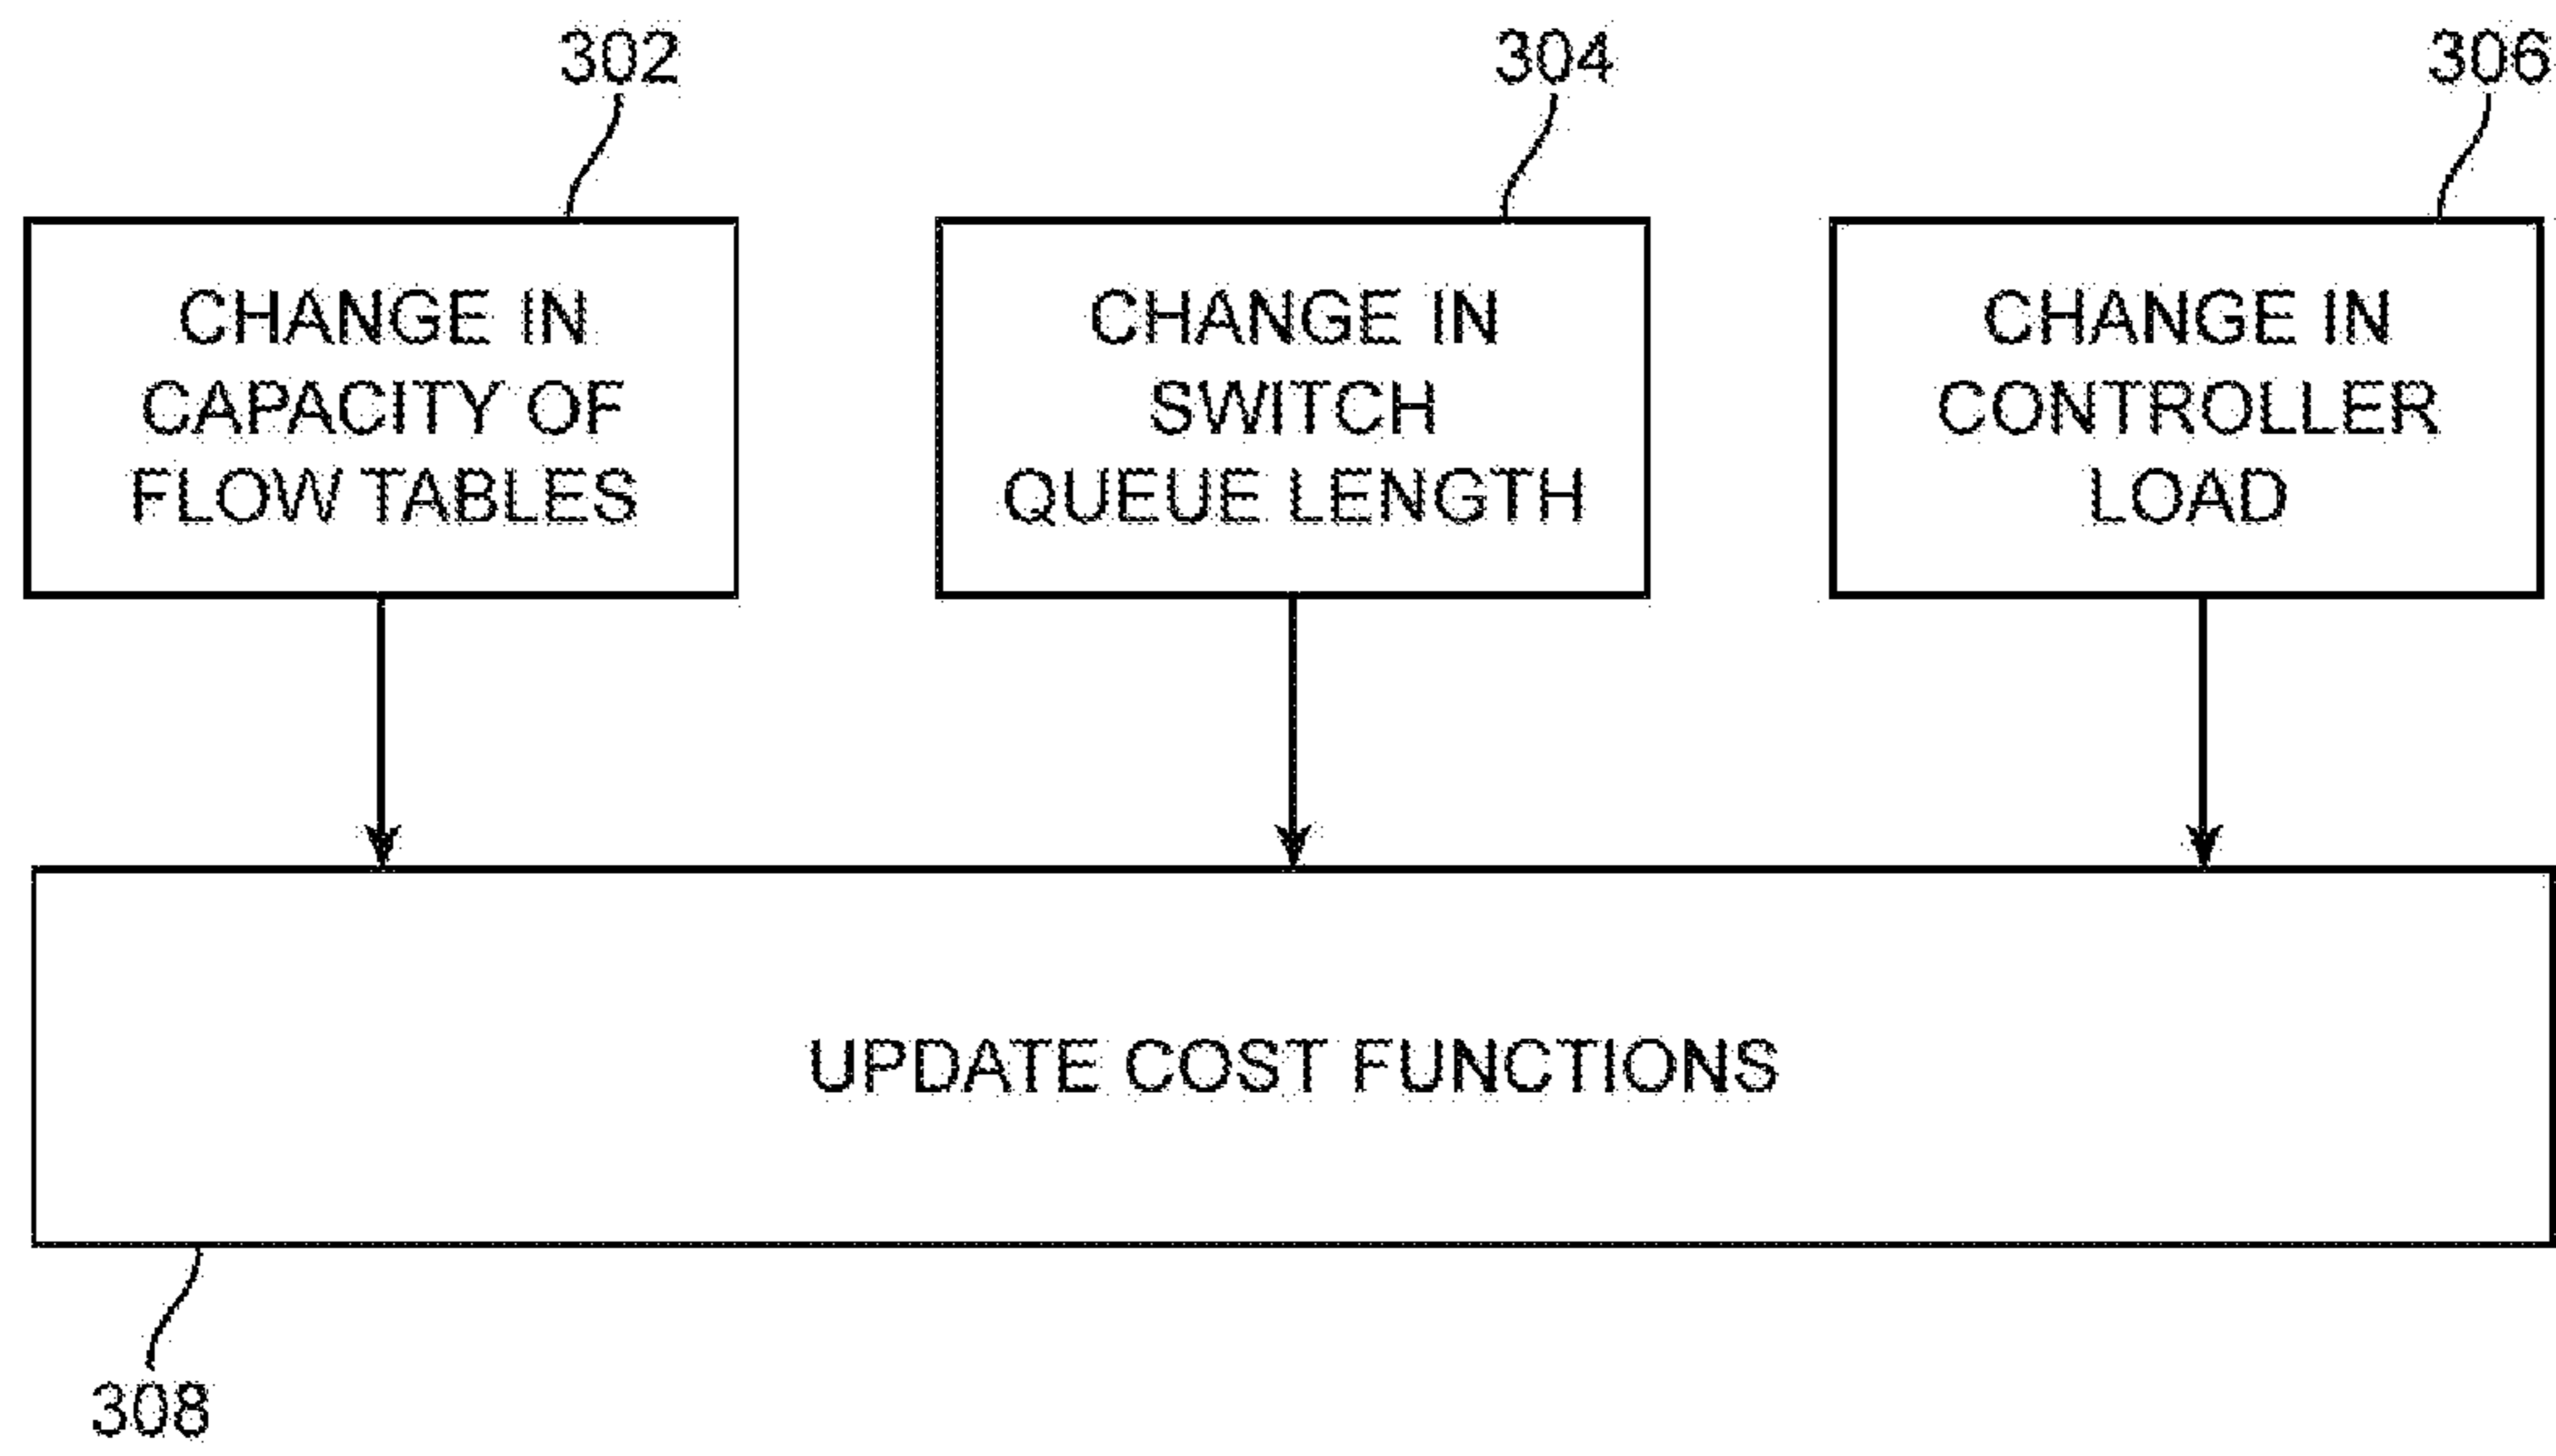 302
304
306
CHANGE IN
CAPACITY OF
FLOW TABLES
CHANGE IN
SWITCH
QUEUE LENGTH
CHANGE IN
CONTROLLER
LOAD
UPDATE COST FUNCTIONS
308